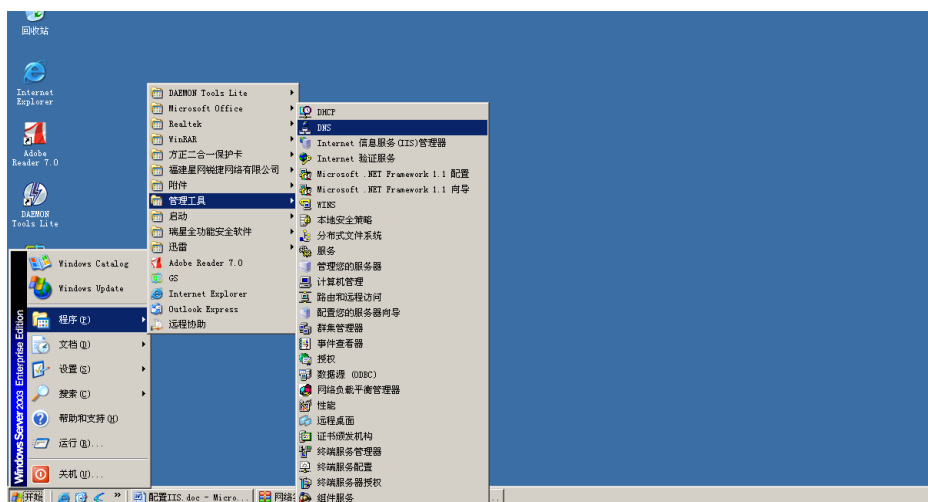 回收站
Internet
Explorer
Adobe
Reader 7.0
DAEMON
Tools Lite
DAEMON Tools Lite
Microsoft Office
Realtek
WinRAR
方正二合一保护卡
福建星网锐捷网络有限公司
附件
管理工具
启动
瑞星全功能安全软件
迅雷
Adobe Reader 7.0
GS
Internet Explorer
Outlook Express
远程协助
DHCP
DNS
Internet 信息服务(IIS)管理器
Internet 验证服务
Microsoft .NET Framework 1.1 配置
Microsoft .NET Framework 1.1 向导
WINS
本地安全策略
分布式文件系统
服务
管理您的服务器
计算机管理
路由和远程访问
配置您的服务器向导
群集管理器
事件查看器
授权
数据源 (ODBC)
网络负载平衡管理器
性能
远程桌面
证书颁发机构
终端服务管理器
终端服务配置
终端服务器授权
组件服务
Windows Catalog
Windows Update
程序(P)
文档(D)
设置(S)
搜索(C)
帮助和支持(H)
运行(R)...
关机(U)...
Windows Server 2003 Enterprise Edition
开始
»
配置IIS.doc - Micro...
网络
...